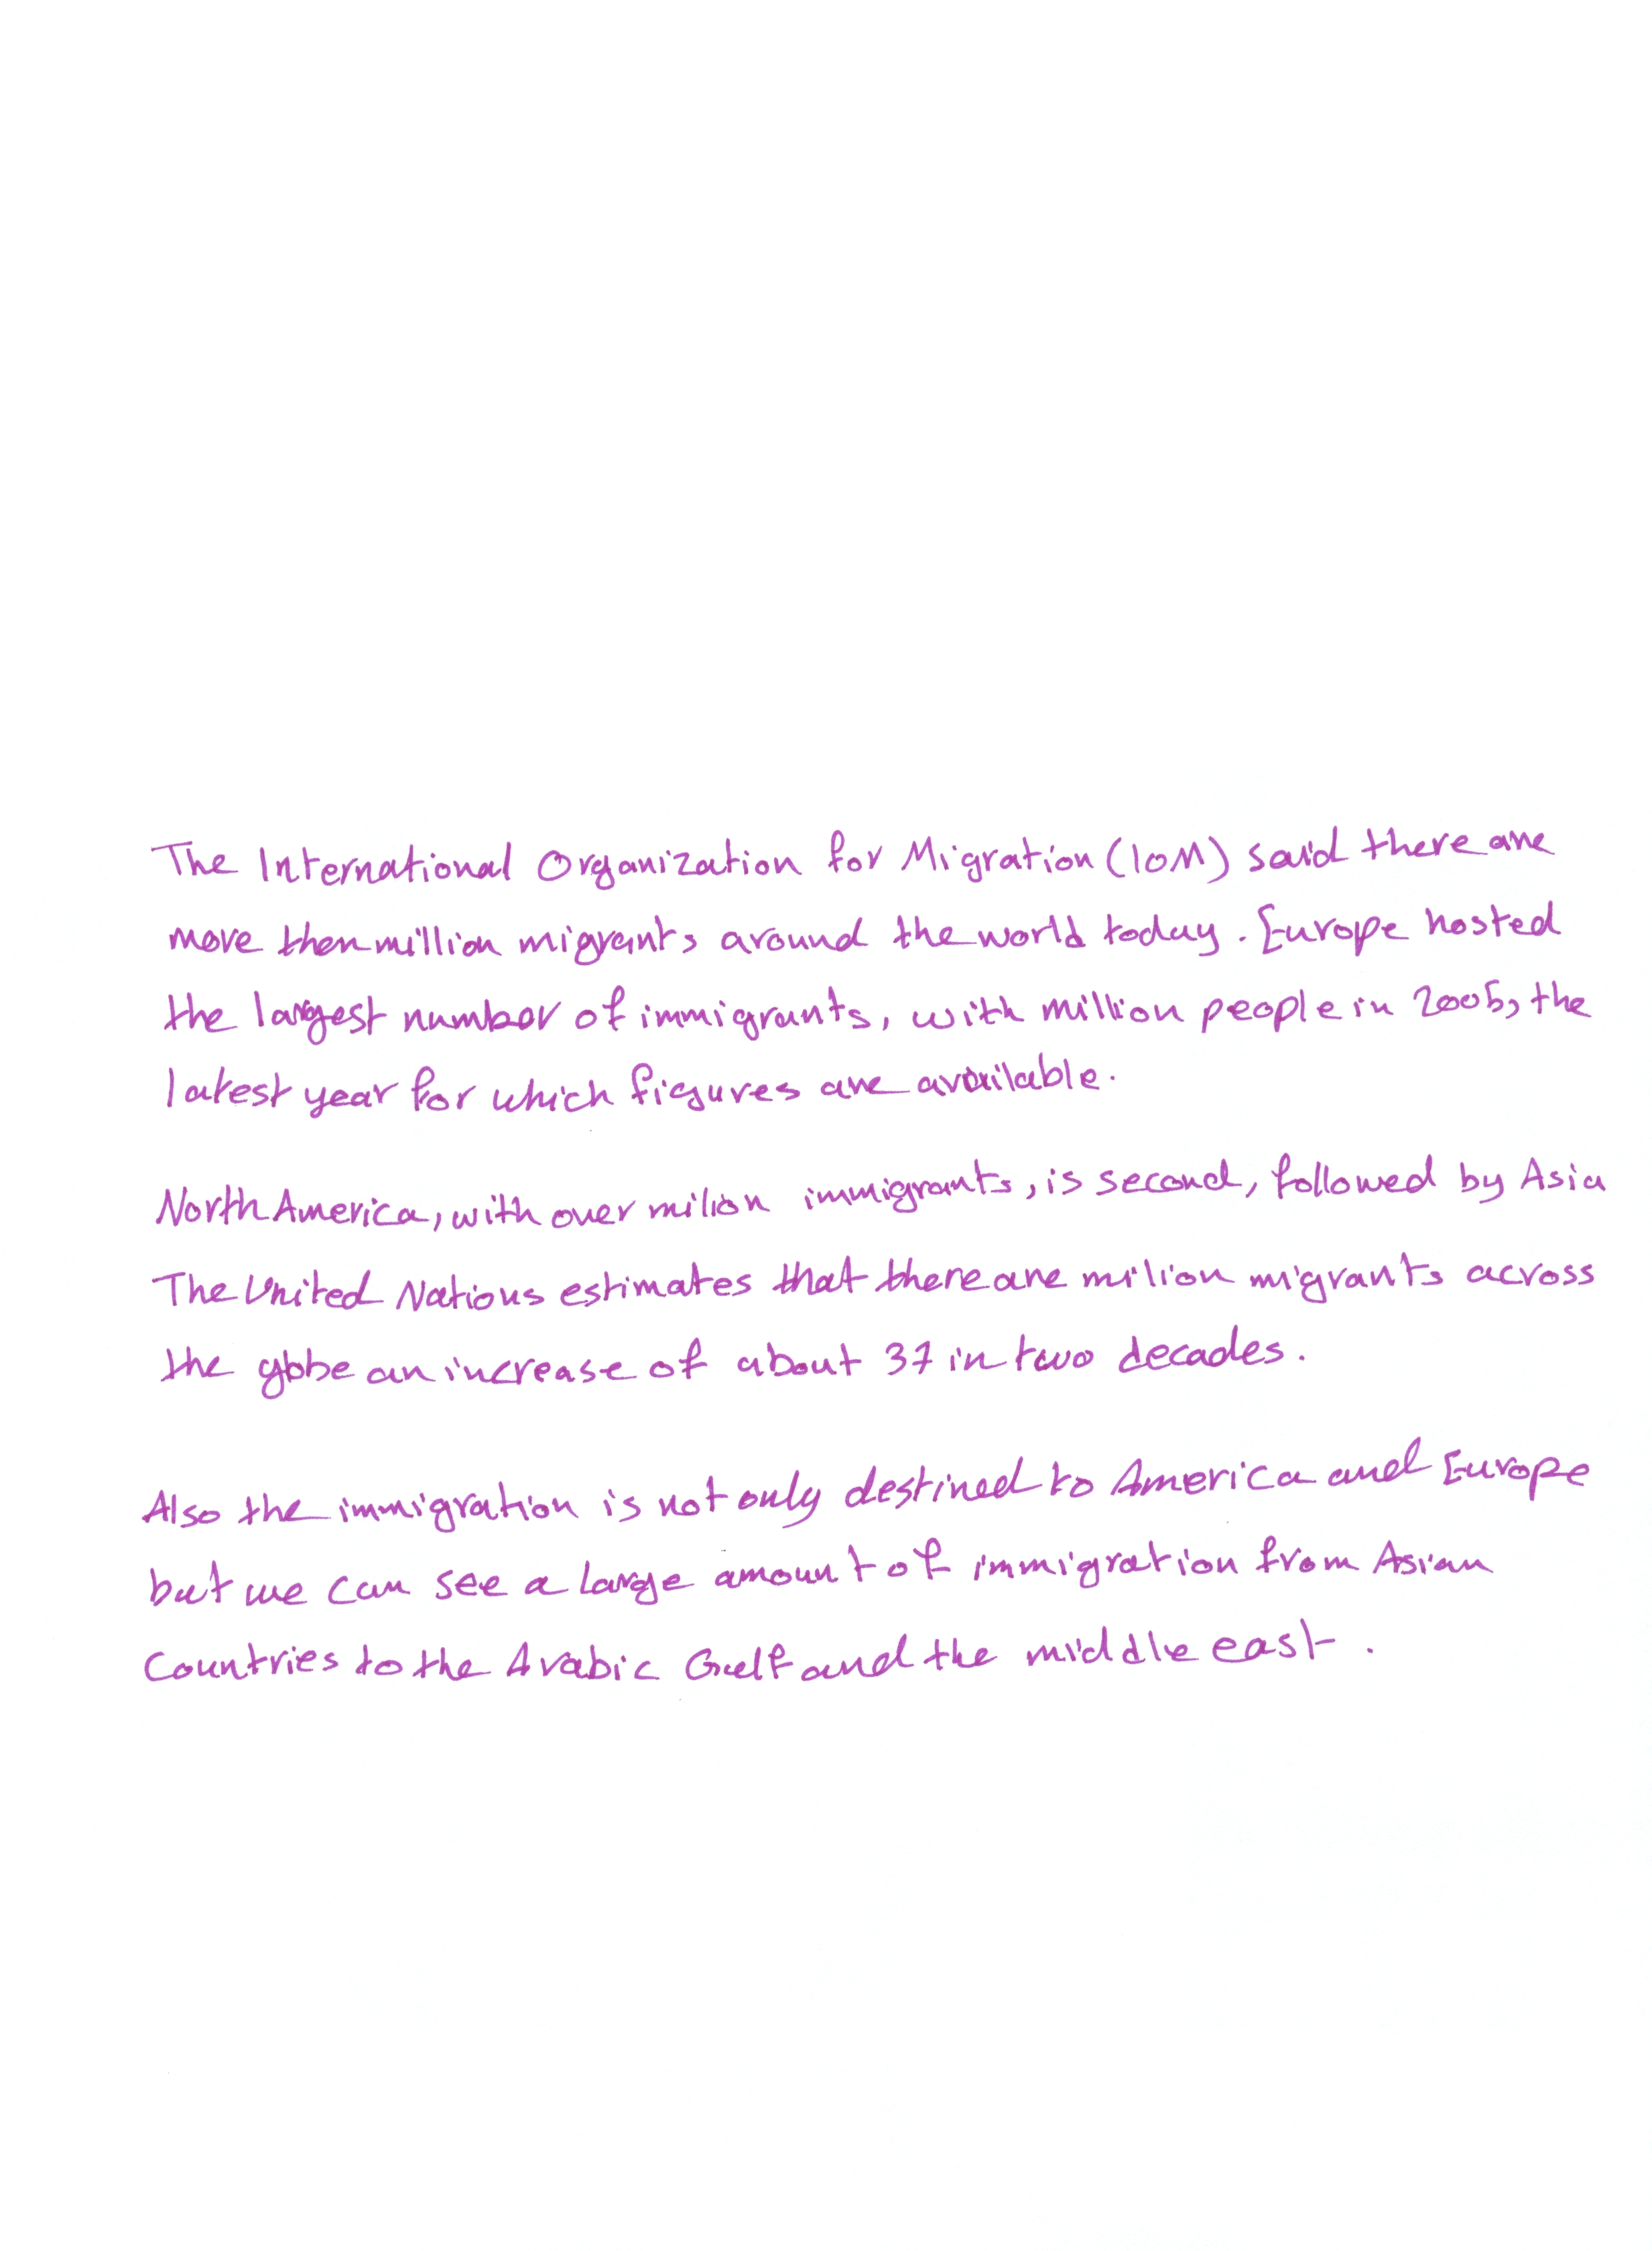 The International Organization for Migration (IOM) said there are
more then million migrants around the world today. Europe hosted
the largest number of immigrants, with million people in 2005, the
latest year for which figures are available.
North America, with over milion immigrants, is second, followed by Asia
The United Nations estimates that there are milion migrants across
the globe an increase of about 37 in two decades.
Also the immigration is not only destined to America and Europe
but we can see a large amount of immigration from Asian
Countries to the Arabic Gulf and the middle east.